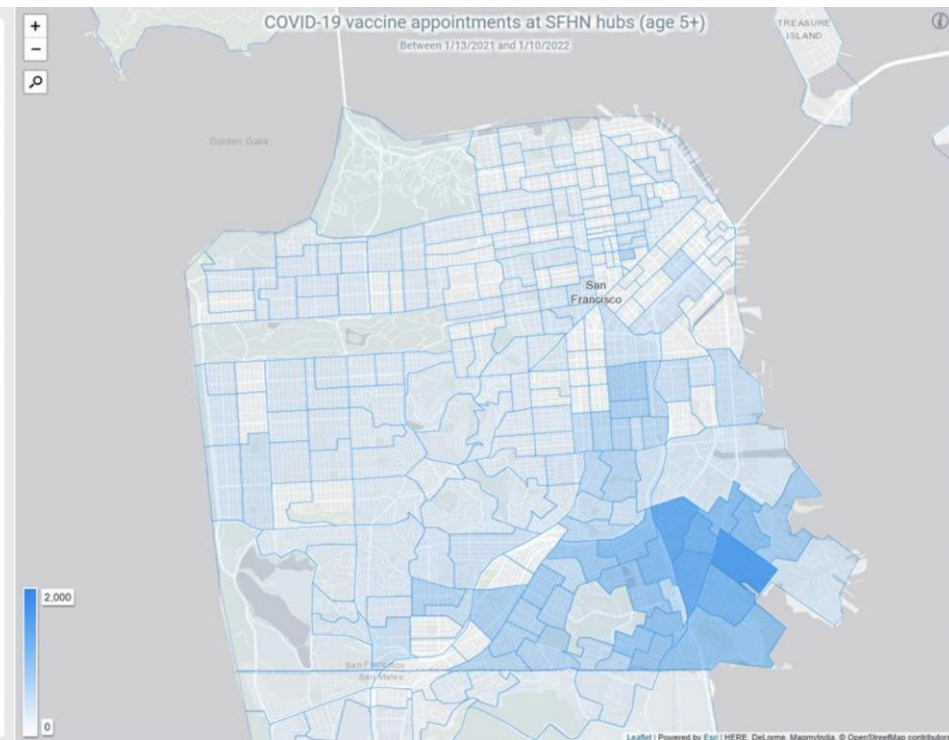 +
COVID-19 vaccine appointments at SFHN hubs (age 5+)
Between 1/13/2021 and 1/10/2022
−
TREASURE
ISLAND
Golden Gate
San
Francisco
2,000
0
San Francisco
San Mateo
Leaflet | Powered by Esri | HERE, DeLorme, MapmyIndia, © OpenStreetMap contributors